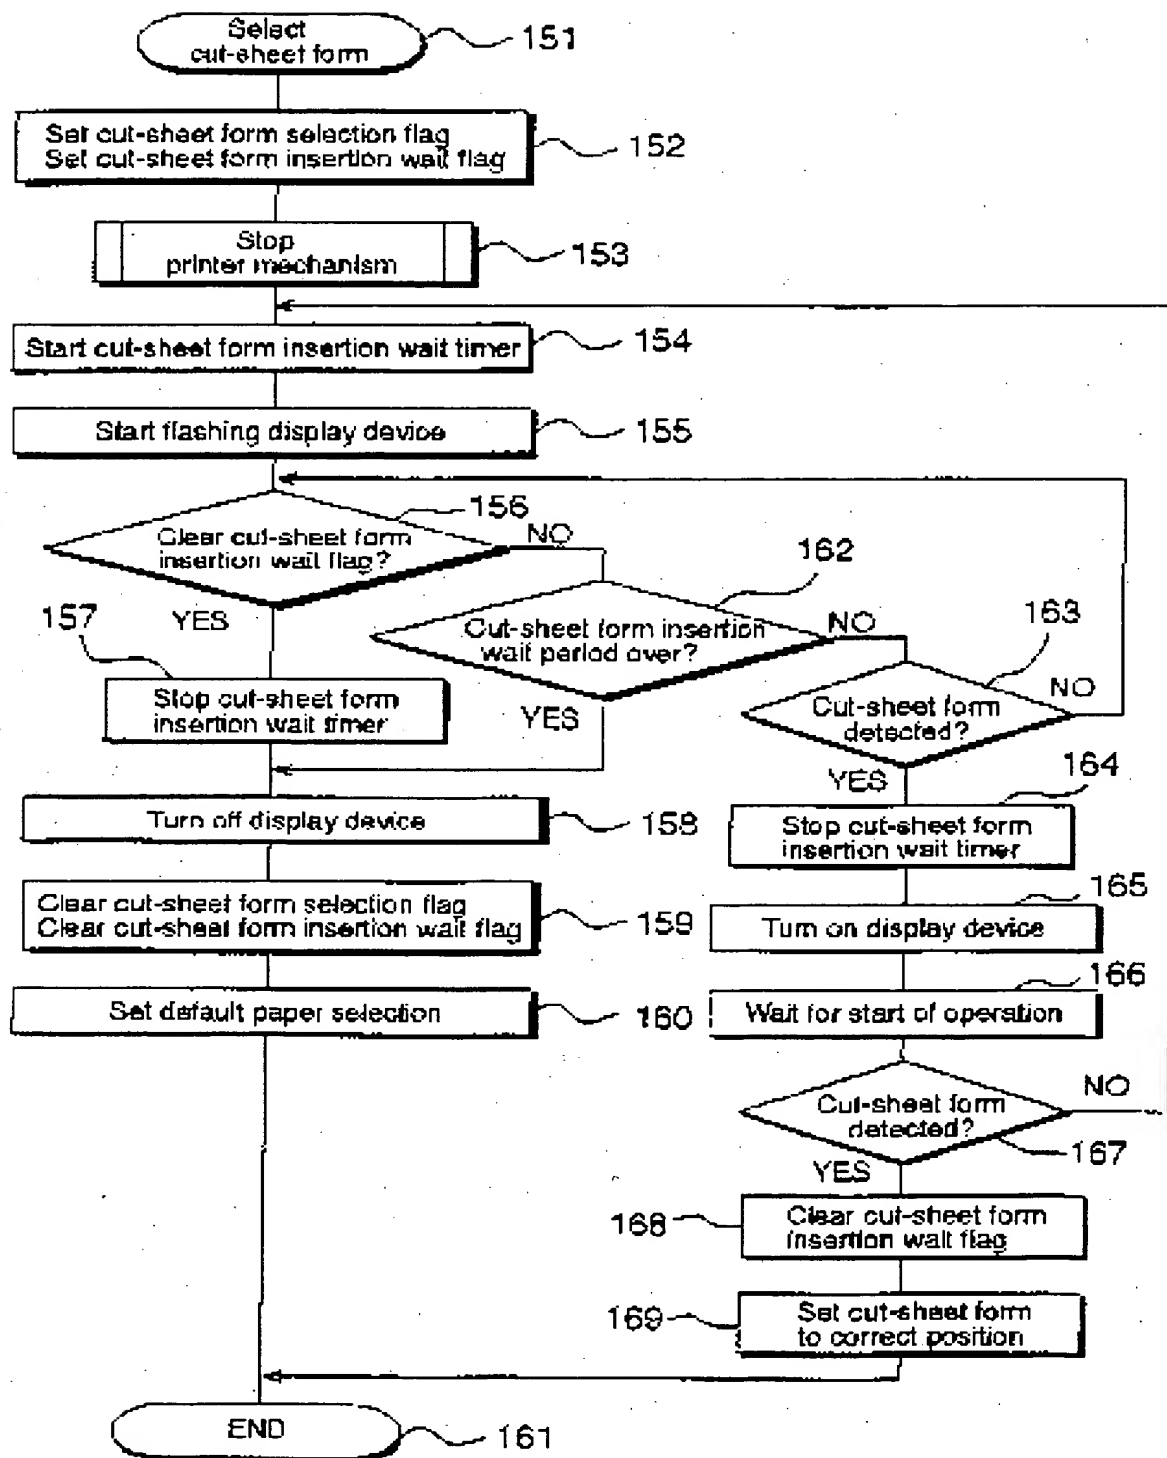 Select
cut-sheet form
151
Set cut-sheet form selection flag
Set cut-sheet form insertion wait flag
152
Stop
printer mechanism
153
Start cut-sheet form insertion wait timer
154
Start flashing display device
155
156
Clear cut-sheet form
insertion wait flag?
NO
YES
162
Cut-sheet form insertion
wait period over?
NO
YES
163
Cut-sheet form
detected?
NO
YES
157
Stop cut-sheet form
insertion wait timer
164
Stop cut-sheet form
insertion wait timer
Turn off display device
158
165
Turn on display device
Clear cut-sheet form selection flag
Clear cut-sheet form insertion wait flag
159
166
Wait for start of operation
Set default paper selection
160
Cut-sheet form
detected?
NO
167
YES
168
Clear cut-sheet form
insertion wait flag
169
Set cut-sheet form
to correct position
END
161